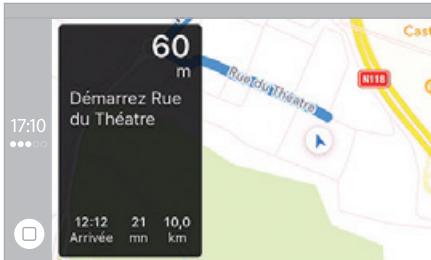 60
m
Démarrez Rue
du Théatre
17:10
12:12 21 10,0
Arrivée mn km
Rue du Théatre
N118
Cast